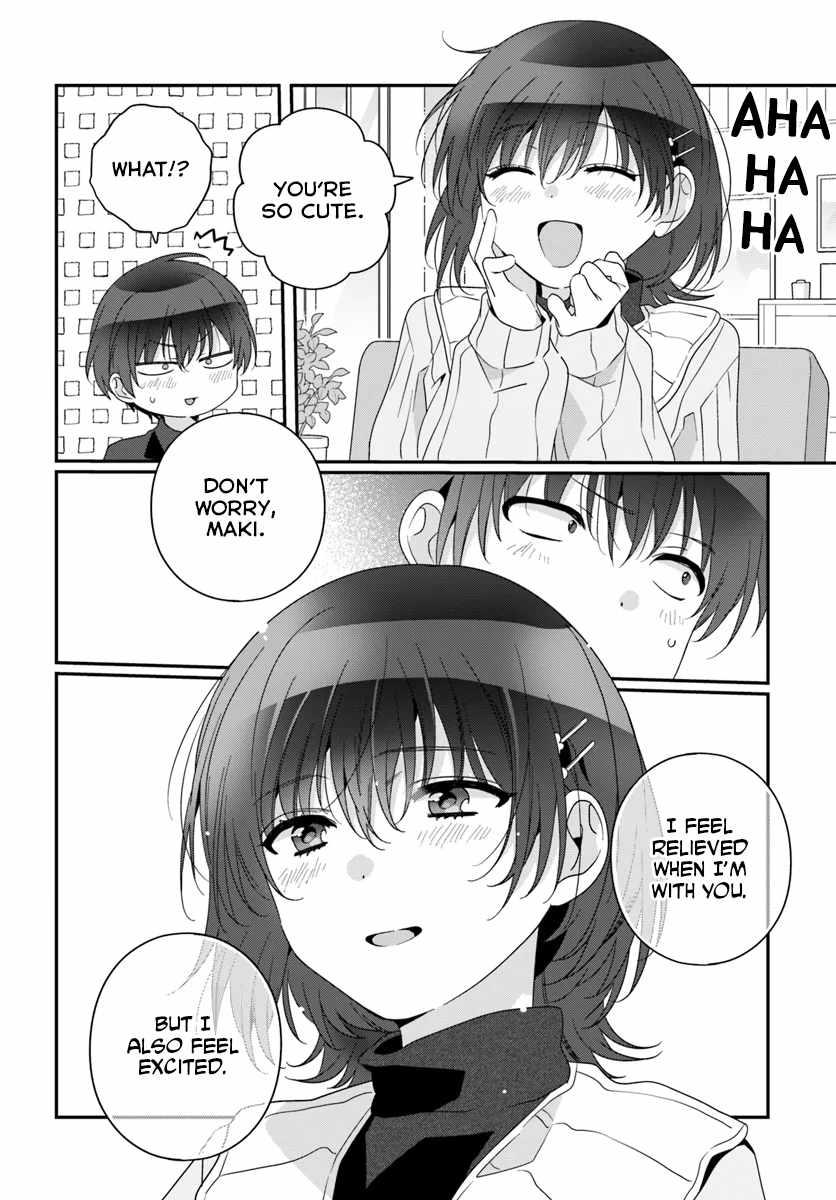 AHA
HA
HA
YOU'RE
SO CUTE.
WHAT!?
DON'T
WORRY,
MAKI.
I FEEL
RELIEVED
WHEN I'M
WITH YOU.
BUT I
ALSO FEEL
EXCITED.